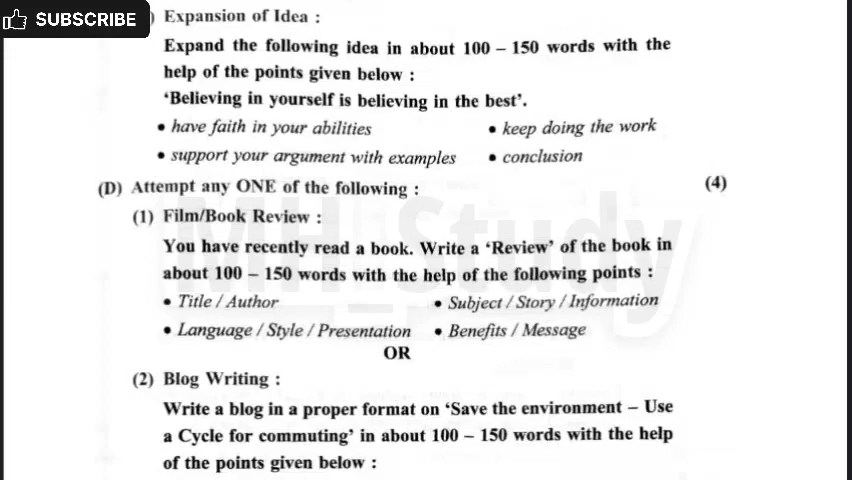 SUBSCRIBE
) Expansion of Idea :
Expand the following idea in about 100 – 150 words with the
help of the points given below :
‘Believing in yourself is believing in the best’.
• have faith in your abilities • keep doing the work
• support your argument with examples • conclusion
(D) Attempt any ONE of the following : (4)
(1) Film/Book Review :
You have recently read a book. Write a ‘Review’ of the book in
about 100 – 150 words with the help of the following points :
• Title / Author • Subject / Story / Information
• Language / Style / Presentation • Benefits / Message
OR
(2) Blog Writing :
Write a blog in a proper format on ‘Save the environment – Use
a Cycle for commuting’ in about 100 – 150 words with the help
of the points given below :
MH_Study